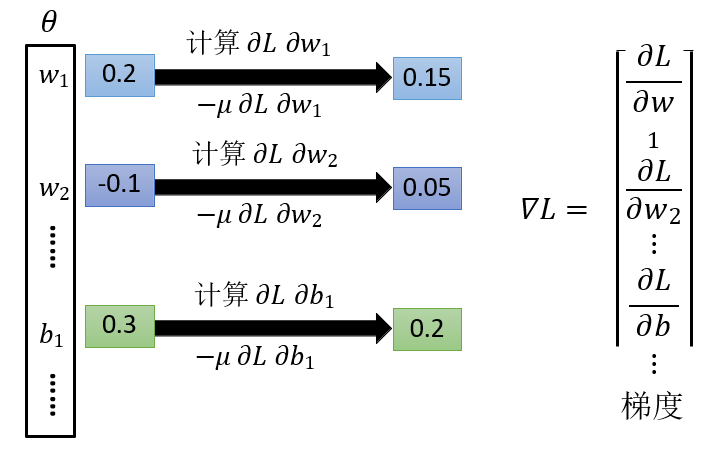 θ
w₁ 0.2 计算 ∂L ∂w₁ 0.15
−μ ∂L ∂w₁
w₂ -0.1 计算 ∂L ∂w₂ 0.05
−μ ∂L ∂w₂
⋮
b₁ 0.3 计算 ∂L ∂b₁ 0.2
−μ ∂L ∂b₁
⋮
∇L =
∂L
∂w
1
∂L
∂w₂
⋮
∂L
∂b
⋮
梯度